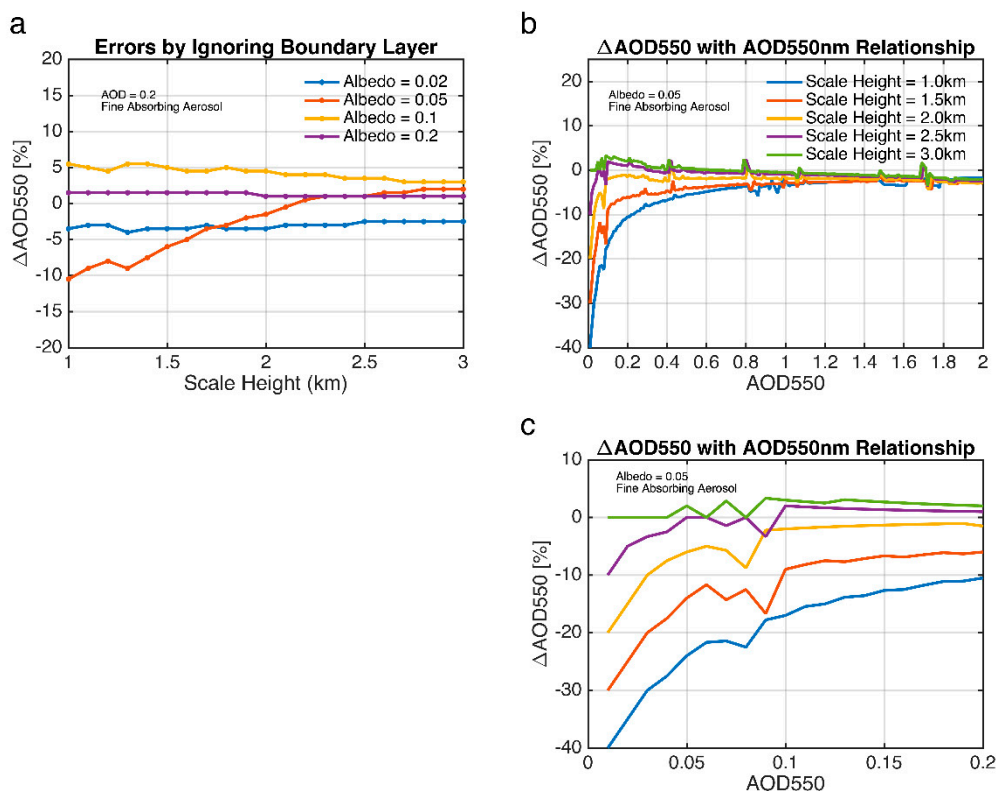 a
Errors by Ignoring Boundary Layer
20
15
10
5
0
-5
-10
-15
-20
ΔAOD550 [%]
AOD = 0.2
Fine Absorbing Aerosol
Albedo = 0.02
Albedo = 0.05
Albedo = 0.1
Albedo = 0.2
1 1.5 2 2.5 3
Scale Height (km)
b
ΔAOD550 with AOD550nm Relationship
20
10
0
-10
-20
-30
-40
ΔAOD550 [%]
Albedo = 0.05
Fine Absorbing Aerosol
Scale Height = 1.0km
Scale Height = 1.5km
Scale Height = 2.0km
Scale Height = 2.5km
Scale Height = 3.0km
0 0.2 0.4 0.6 0.8 1 1.2 1.4 1.6 1.8 2
AOD550
c
ΔAOD550 with AOD550nm Relationship
10
0
-10
-20
-30
-40
ΔAOD550 [%]
Albedo = 0.05
Fine Absorbing Aerosol
0 0.05 0.1 0.15 0.2
AOD550